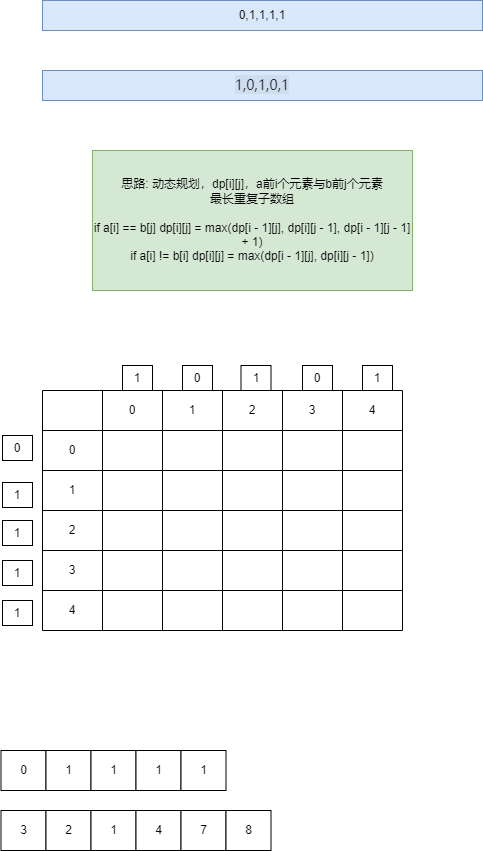 0,1,1,1,1
1,0,1,0,1
思路: 动态规划，dp[i][j]，a前i个元素与b前j个元素
最长重复子数组
if a[i] == b[j] dp[i][j] = max(dp[i - 1][j], dp[i][j - 1], dp[i - 1][j - 1]
+ 1)
if a[i] != b[i] dp[i][j] = max(dp[i - 1][j], dp[i][j - 1])
1 0 1 0 1
0 1 2 3 4
0 0
1 1
1 2
1 3
1 4
0 1 1 1 1
3 2 1 4 7 8